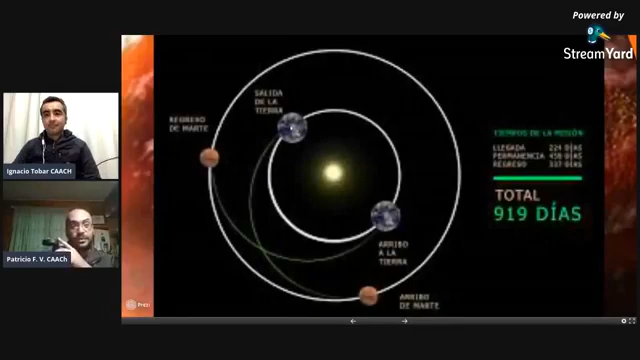 Powered by
StreamYard
SALIDA
DE LA
TIERRA
REGRESO
DE MARTE
TIEMPOS DE LA MISIÓN
LLEGADA 224 DÍAS
PERMANENCIA 458 DÍAS
REGRESO 237 DÍAS
TOTAL
919 DÍAS
Ignacio Tobar CAACH
ARRIBO
A LA
TIERRA
Patricio F. V. CAACh
ARRIBO
DE MARTE
Prezi